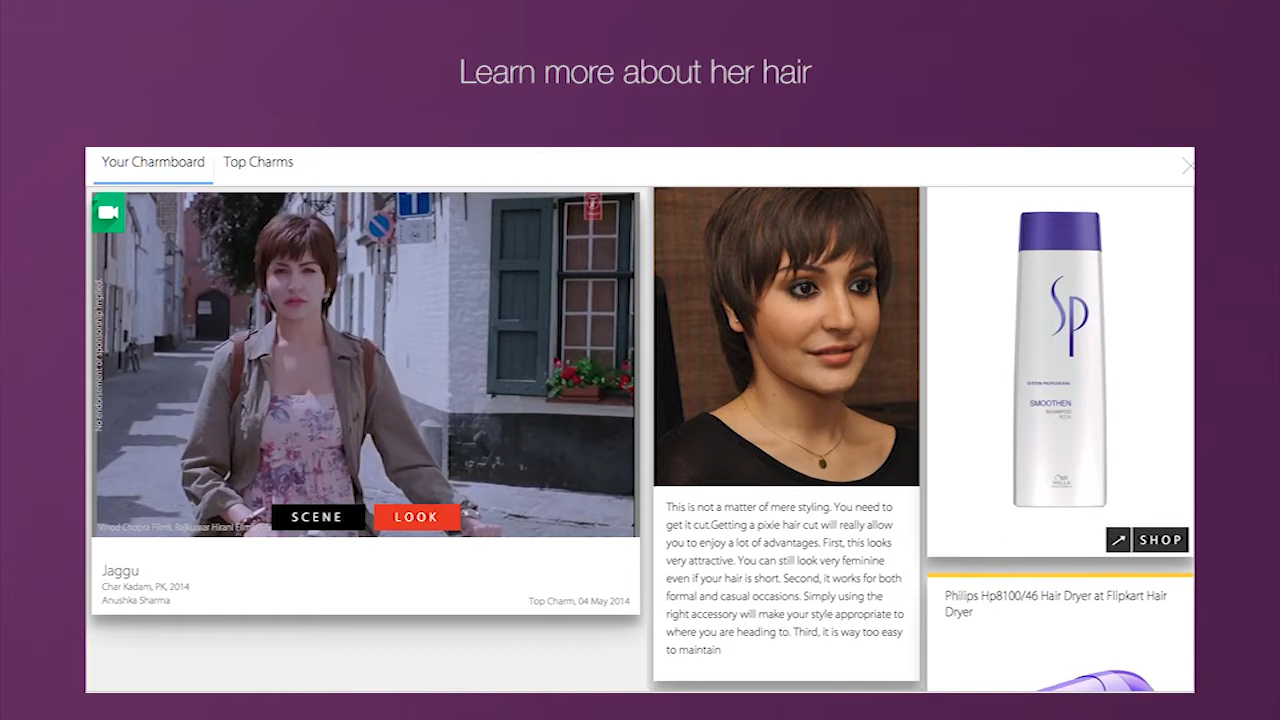 Learn more about her hair
Your Charmboard
Top Charms
No endorsement or sponsorship implied.
Vinod Chopra Films, Rajkumar Hirani Films
SCENE
LOOK
Jaggu
Char Kadam, PK, 2014
Anushka Sharma
Top Charm, 04 May 2014
This is not a matter of mere styling. You need to
get it cut.Getting a pixie hair cut will really allow
you to enjoy a lot of advantages. First, this looks
very attractive. You can still look very feminine
even if your hair is short. Second, it works for both
formal and casual occasions. Simply using the
right accessory will make your style appropriate to
where you are heading to. Third, it is way too easy
to maintain
SP
SYSTEM PROFESSIONAL
SMOOTHEN
SHAMPOO
WELLA
SHOP
Philips Hp8100/46 Hair Dryer at Flipkart Hair
Dryer